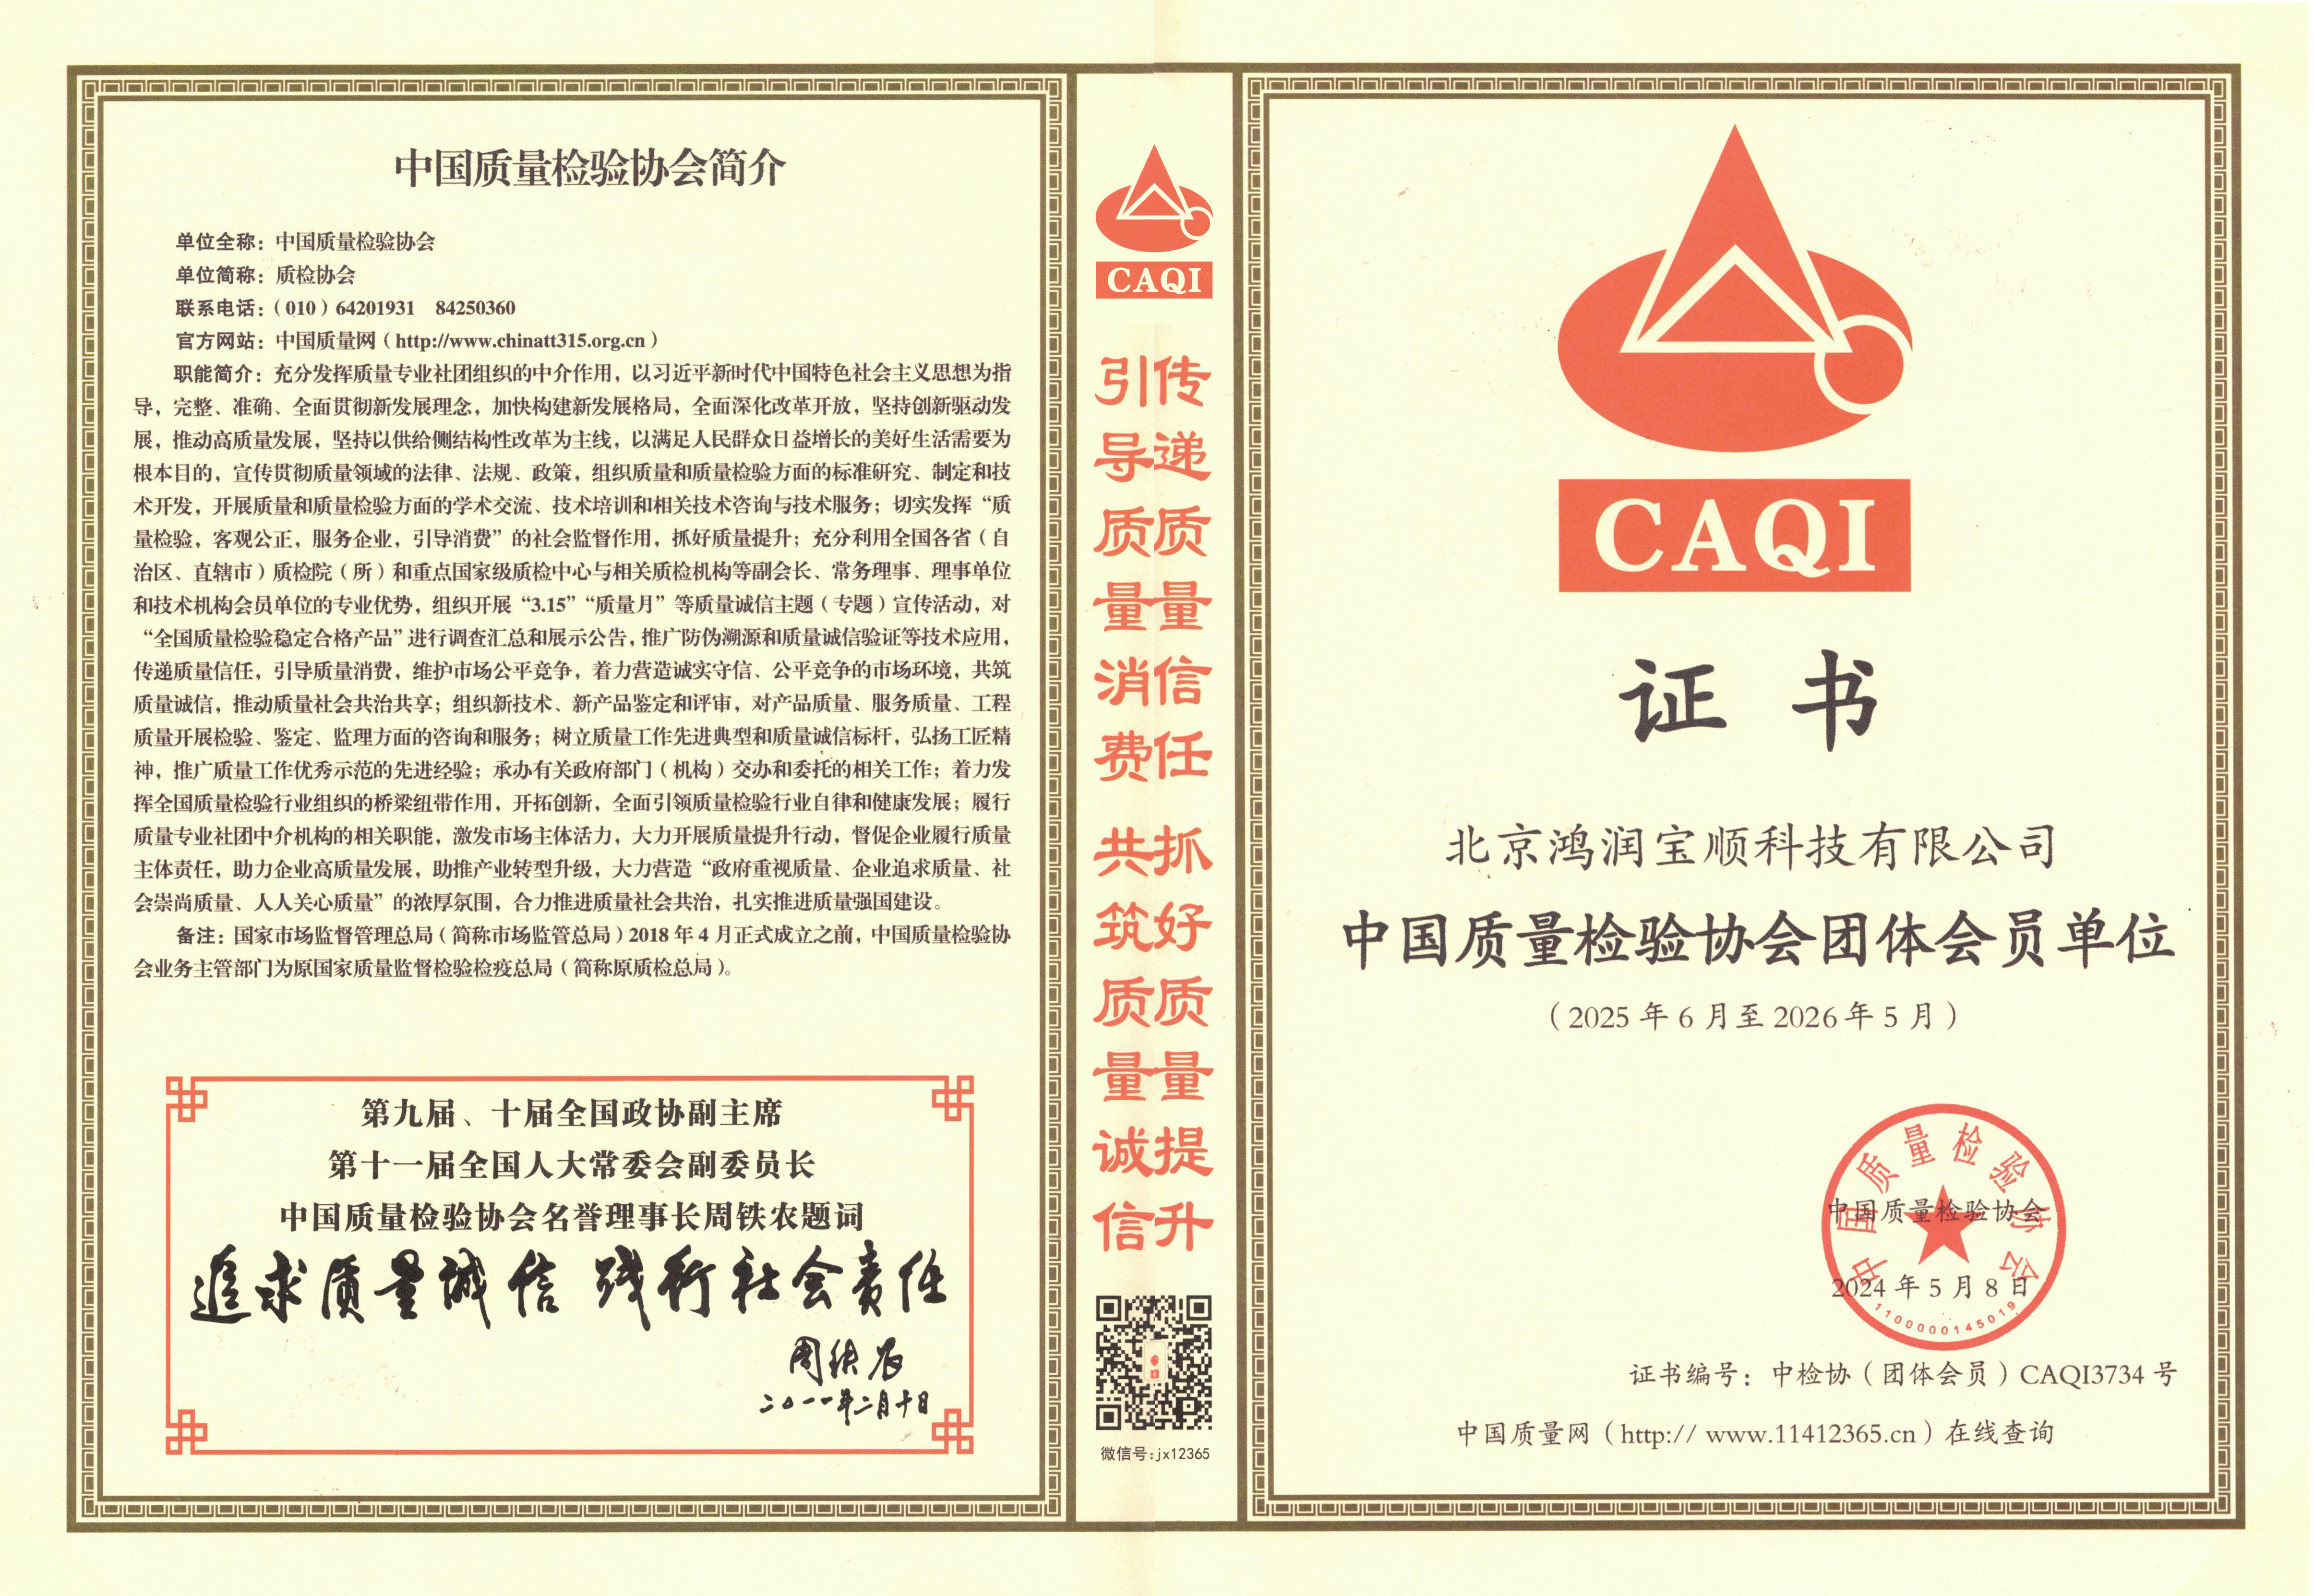 中国质量检验协会简介
单位全称：中国质量检验协会
单位简称：质检协会
联系电话：（010）64201931　84250360
官方网站：中国质量网（http://www.chinatt315.org.cn）
职能简介：充分发挥质量专业社团组织的中介作用，以习近平新时代中国特色社会主义思想为指
导，完整、准确、全面贯彻新发展理念，加快构建新发展格局，全面深化改革开放，坚持创新驱动发
展，推动高质量发展，坚持以供给侧结构性改革为主线，以满足人民群众日益增长的美好生活需要为
根本目的，宣传贯彻质量领域的法律、法规、政策，组织质量和质量检验方面的标准研究、制定和技
术开发，开展质量和质量检验方面的学术交流、技术培训和相关技术咨询与技术服务；切实发挥“质
量检验，客观公正，服务企业，引导消费”的社会监督作用，抓好质量提升；充分利用全国各省（自
治区、直辖市）质检院（所）和重点国家级质检中心与相关质检机构等副会长、常务理事、理事单位
和技术机构会员单位的专业优势，组织开展“3.15”“质量月”等质量诚信主题（专题）宣传活动，对
“全国质量检验稳定合格产品”进行调查汇总和展示公告，推广防伪溯源和质量诚信验证等技术应用，
传递质量信任，引导质量消费，维护市场公平竞争，着力营造诚实守信、公平竞争的市场环境，共筑
质量诚信，推动质量社会共治共享；组织新技术、新产品鉴定和评审，对产品质量、服务质量、工程
质量开展检验、鉴定、监理方面的咨询和服务；树立质量工作先进典型和质量诚信标杆，弘扬工匠精
神，推广质量工作优秀示范的先进经验；承办有关政府部门（机构）交办和委托的相关工作；着力发
挥全国质量检验行业组织的桥梁纽带作用，开拓创新，全面引领质量检验行业自律和健康发展；履行
质量专业社团中介机构的相关职能，激发市场主体活力，大力开展质量提升行动，督促企业履行质量
主体责任，助力企业高质量发展，助推产业转型升级，大力营造“政府重视质量、企业追求质量、社
会崇尚质量、人人关心质量”的浓厚氛围，合力推进质量社会共治，扎实推进质量强国建设。
备注：国家市场监督管理总局（简称市场监管总局）2018年4月正式成立之前，中国质量检验协
会业务主管部门为原国家质量监督检验检疫总局（简称原质检总局）。
第九届、十届全国政协副主席
第十一届全国人大常委会副委员长
中国质量检验协会名誉理事长周铁农题词
追求质量诚信 践行社会责任
周铁农
二〇一一年二月十日
CAQI
传递质量信任 抓好质量提升
引导质量消费 共筑质量诚信
微信号:jx12365
CAQI
证书
北京鸿润宝顺科技有限公司
中国质量检验协会团体会员单位
（2025年6月至2026年5月）
中国质量检验协会
中国质量检验协会
2024年5月8日
1100000145019
证书编号：中检协（团体会员）CAQI3734号
中国质量网（http:// www.11412365.cn）在线查询